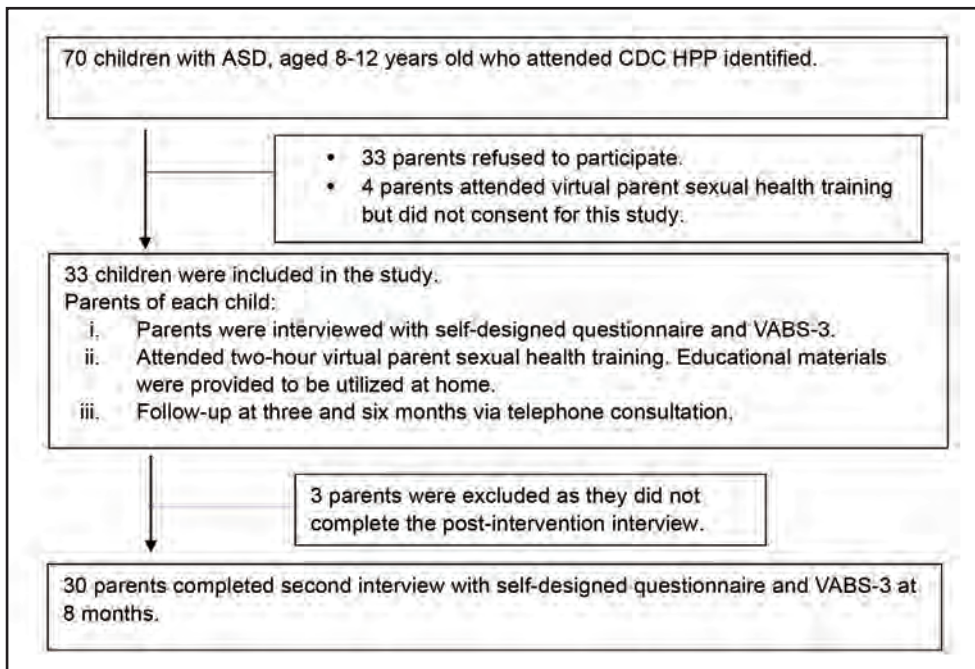 70 children with ASD, aged 8-12 years old who attended CDC HPP identified.
• 33 parents refused to participate.
• 4 parents attended virtual parent sexual health training
but did not consent for this study.
33 children were included in the study.
Parents of each child:
i. Parents were interviewed with self-designed questionnaire and VABS-3.
ii. Attended two-hour virtual parent sexual health training. Educational materials
were provided to be utilized at home.
iii. Follow-up at three and six months via telephone consultation.
3 parents were excluded as they did not
complete the post-intervention interview.
30 parents completed second interview with self-designed questionnaire and VABS-3 at
8 months.